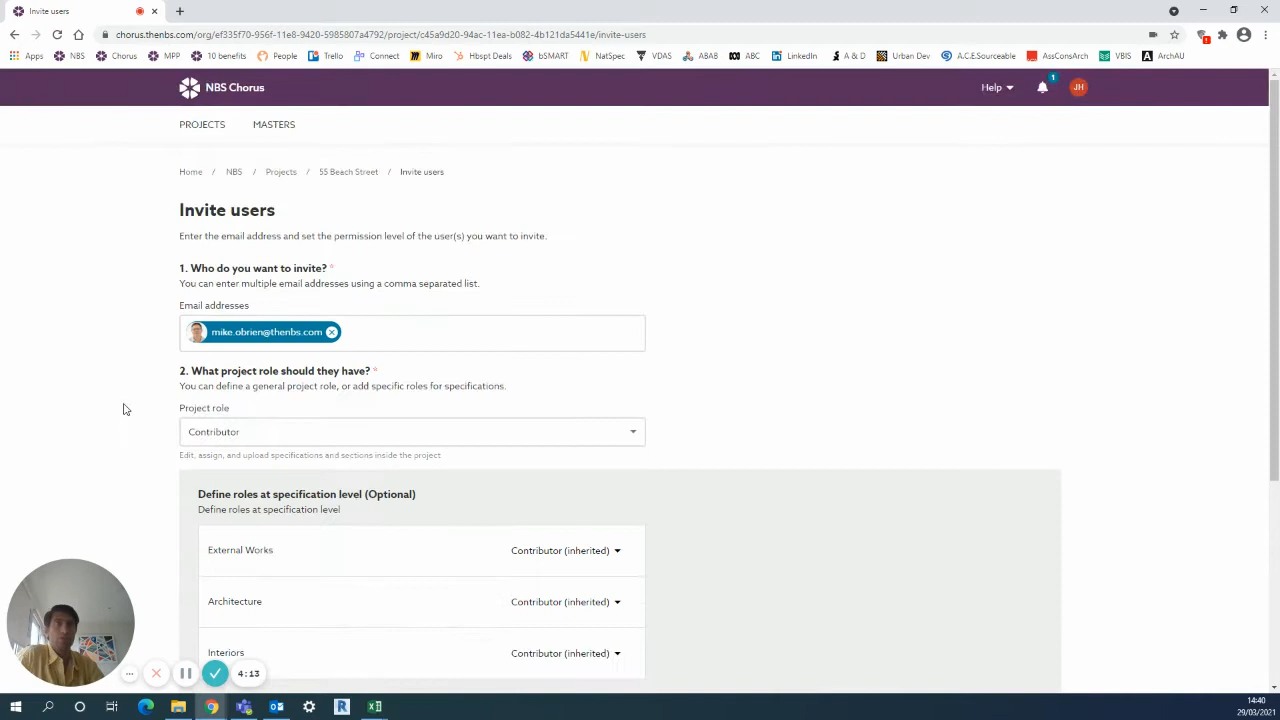 Invite users
chorus.thenbs.com/org/ef335f70-956f-11e8-9420-5985807a4792/project/c45a9d20-94ac-11ea-b082-4b121da5441e/invite-users
Apps NBS Chorus MPP 10 benefits People Trello Connect Miro Hbspt Deals bSMART NatSpec VDAS ABAB ABC LinkedIn A & D Urban Dev A.C.E.Sourceable AssConsArch VBIS ArchAU
NBS Chorus Help 1 JH
PROJECTS MASTERS
Home / NBS / Projects / 55 Beach Street / Invite users
Invite users
Enter the email address and set the permission level of the user(s) you want to invite.
1. Who do you want to invite? *
You can enter multiple email addresses using a comma separated list.
Email addresses
mike.obrien@thenbs.com
2. What project role should they have? *
You can define a general project role, or add specific roles for specifications.
Project role
Contributor
Edit, assign, and upload specifications and sections inside the project
Define roles at specification level (Optional)
Define roles at specification level
External Works Contributor (inherited)
Architecture Contributor (inherited)
Interiors Contributor (inherited)
4:13
14:40
29/03/2021